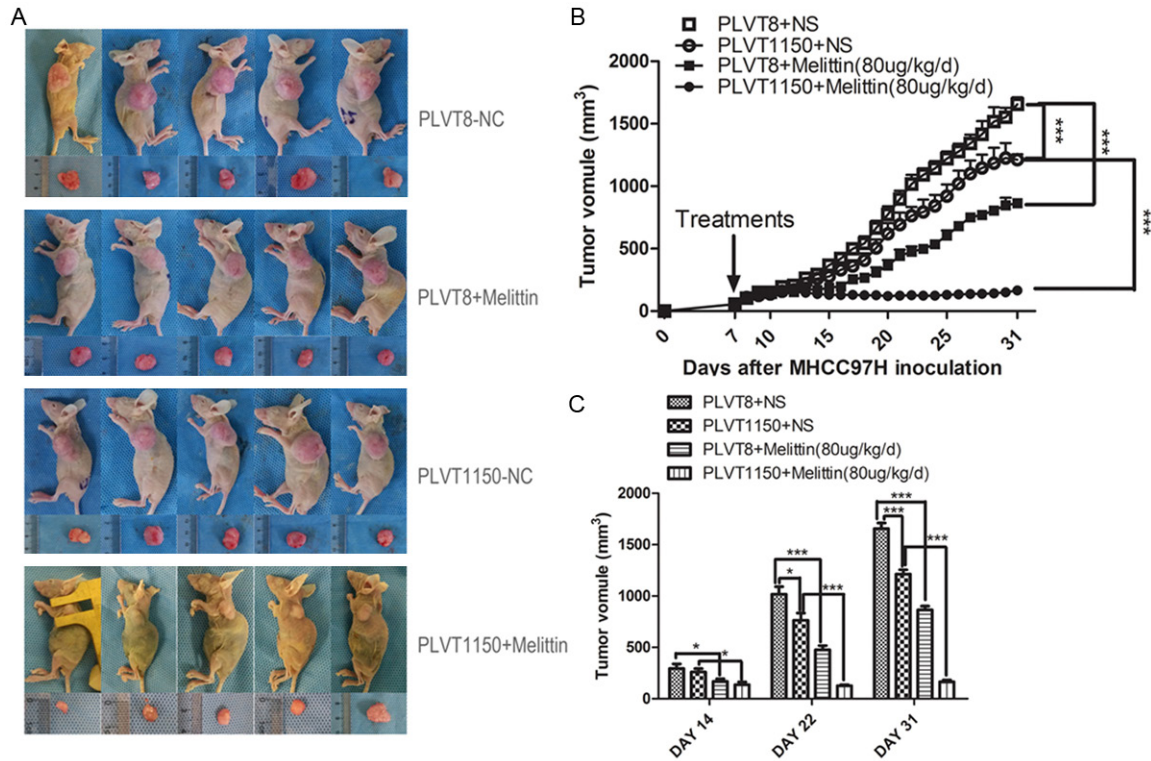 A
PLVT8-NC
PLVT8+Melittin
PLVT1150-NC
PLVT1150+Melittin
B
PLVT8+NS
PLVT1150+NS
PLVT8+Melittin(80ug/kg/d)
PLVT1150+Melittin(80ug/kg/d)
Tumor vomule (mm3)
2000
1500
1000
500
0
Treatments
***
***
***
0 7 10 15 20 25 31
Days after MHCC97H inoculation
C
PLVT8+NS
PLVT1150+NS
PLVT8+Melittin(80ug/kg/d)
PLVT1150+Melittin(80ug/kg/d)
Tumor vomule (mm3)
2000
1500
1000
500
0
* *
***
*
***
***
***
***
DAY 14 DAY 22 DAY 31